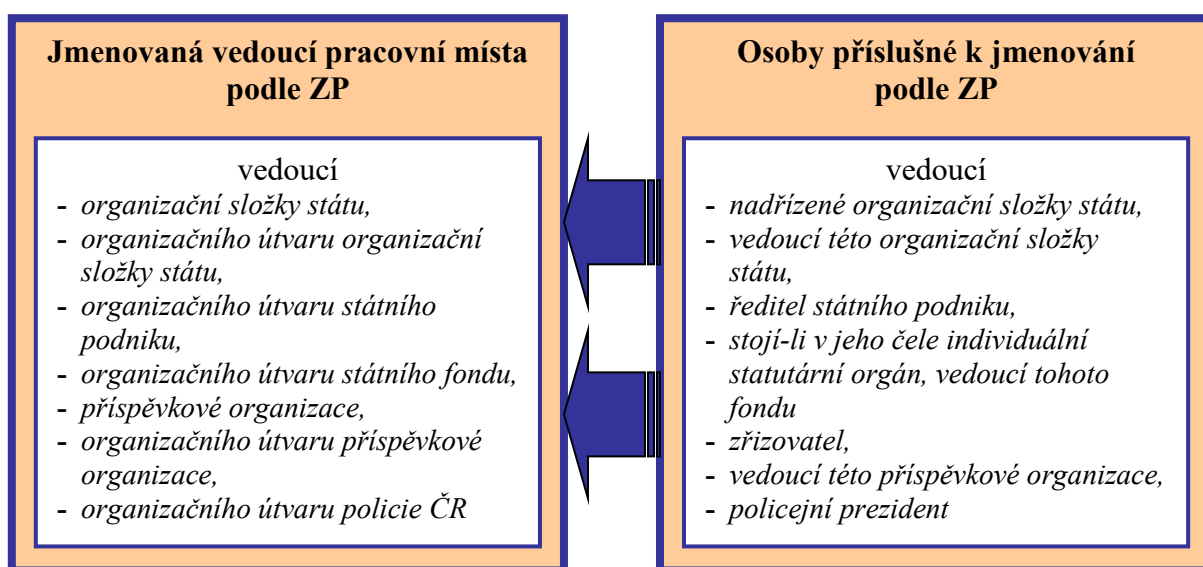 Jmenovaná vedoucí pracovní místa
podle ZP
vedoucí
- organizační složky státu,
- organizačního útvaru organizační
složky státu,
- organizačního útvaru státního
podniku,
- organizačního útvaru státního fondu,
- příspěvkové organizace,
- organizačního útvaru příspěvkové
organizace,
- organizačního útvaru policie ČR
Osoby příslušné k jmenování
podle ZP
vedoucí
- nadřízené organizační složky státu,
- vedoucí této organizační složky
státu,
- ředitel státního podniku,
- stojí-li v jeho čele individuální
statutární orgán, vedoucí tohoto
fondu
- zřizovatel,
- vedoucí této příspěvkové organizace,
- policejní prezident